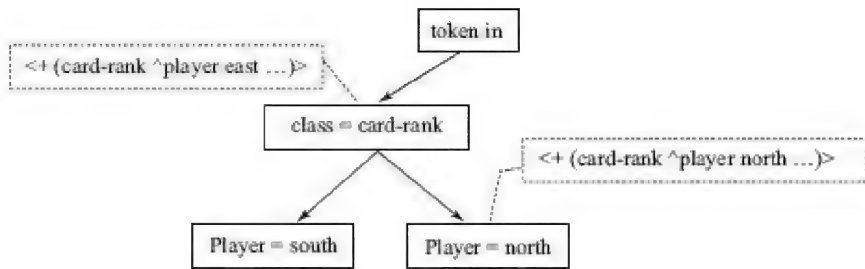 token in
<+ (card-rank ^player east ...)>
class = card-rank
<+ (card-rank ^player north ...)>
Player = south
Player = north